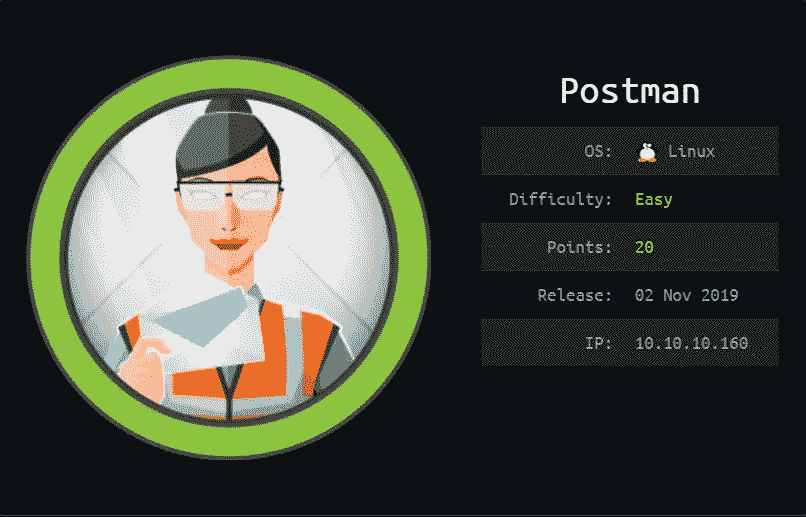 Postman
OS: Linux
Difficulty: Easy
Points: 20
Release: 02 Nov 2019
IP: 10.10.10.160